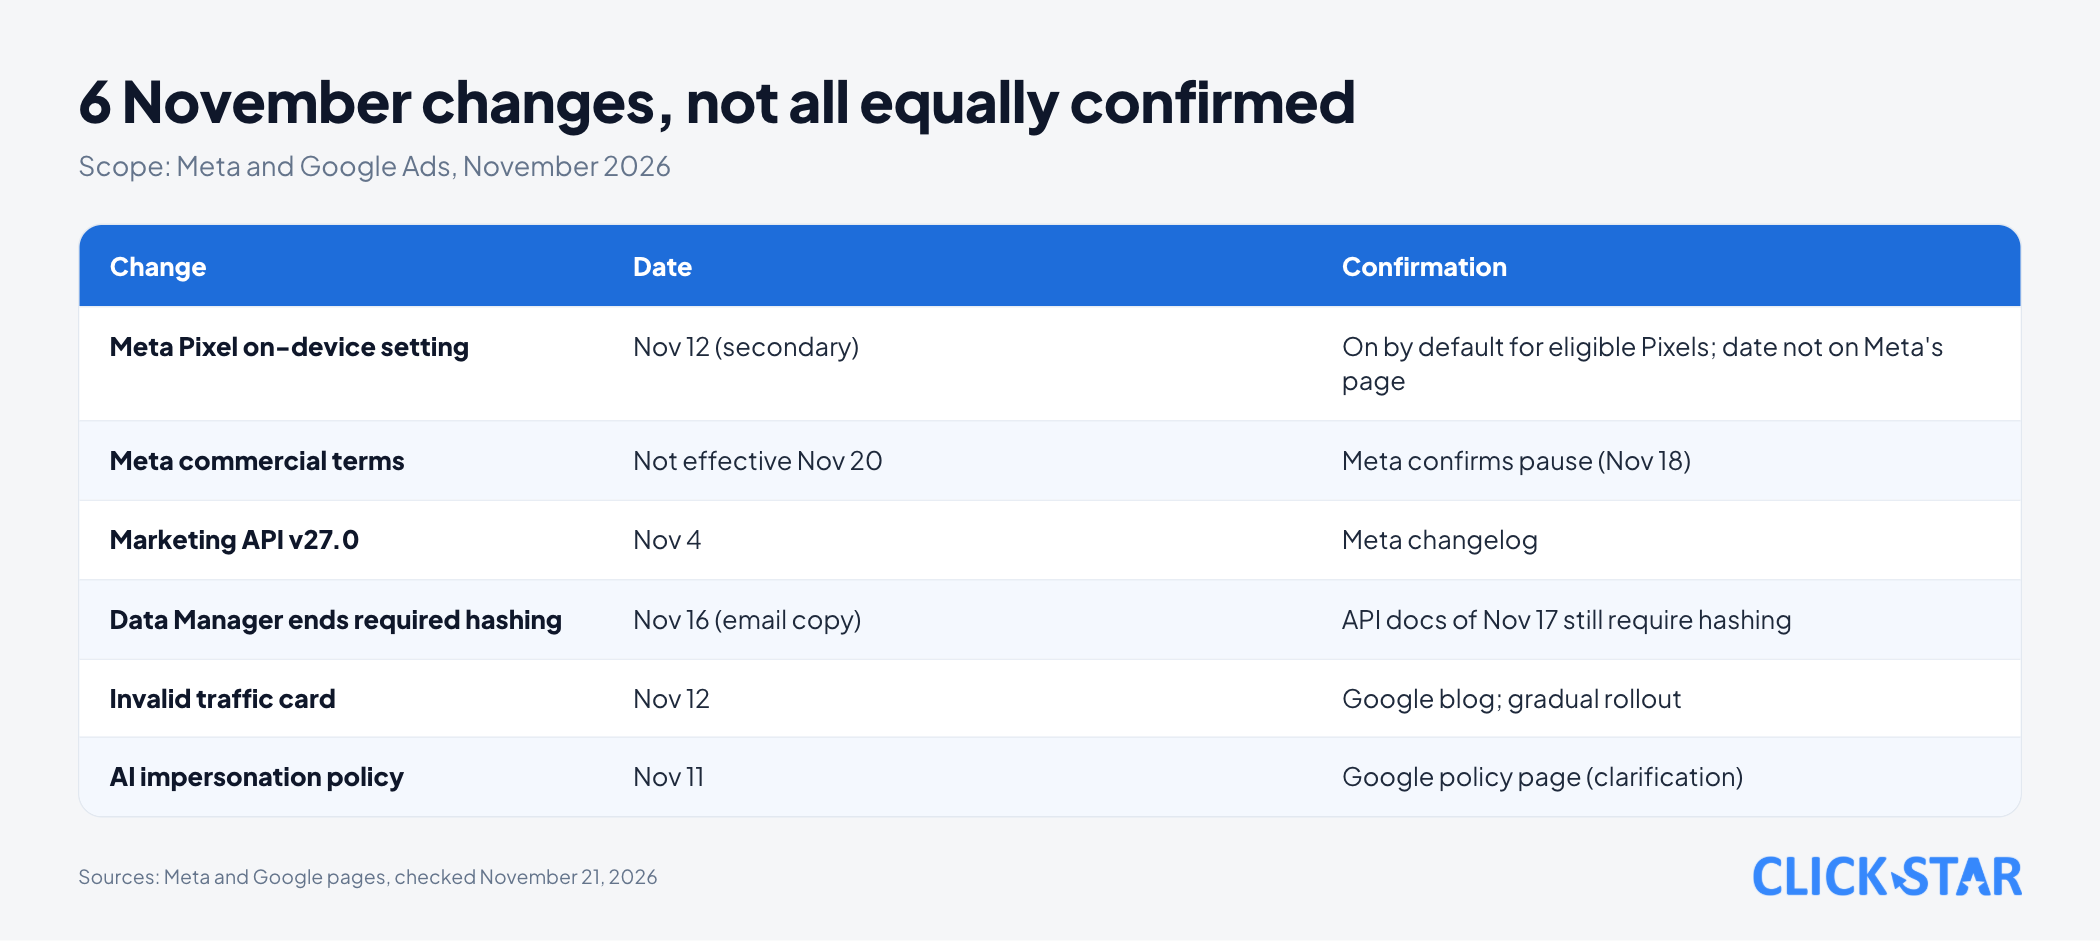 6 November changes, not all equally confirmed
Scope: Meta and Google Ads, November 2026
Change Date Confirmation
Meta Pixel on-device setting Nov 12 (secondary) On by default for eligible Pixels; date not on Meta's
page
Meta commercial terms Not effective Nov 20 Meta confirms pause (Nov 18)
Marketing API v27.0 Nov 4 Meta changelog
Data Manager ends required hashing Nov 16 (email copy) API docs of Nov 17 still require hashing
Invalid traffic card Nov 12 Google blog; gradual rollout
AI impersonation policy Nov 11 Google policy page (clarification)
Sources: Meta and Google pages, checked November 21, 2026
CLICKSTAR